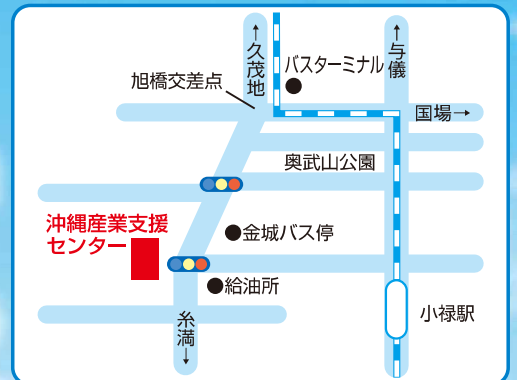 ↑久茂地
バスターミナル
↑与儀
旭橋交差点
国場→
奥武山公園
沖縄産業支援
センター
金城バス停
給油所
小禄駅
糸満↓